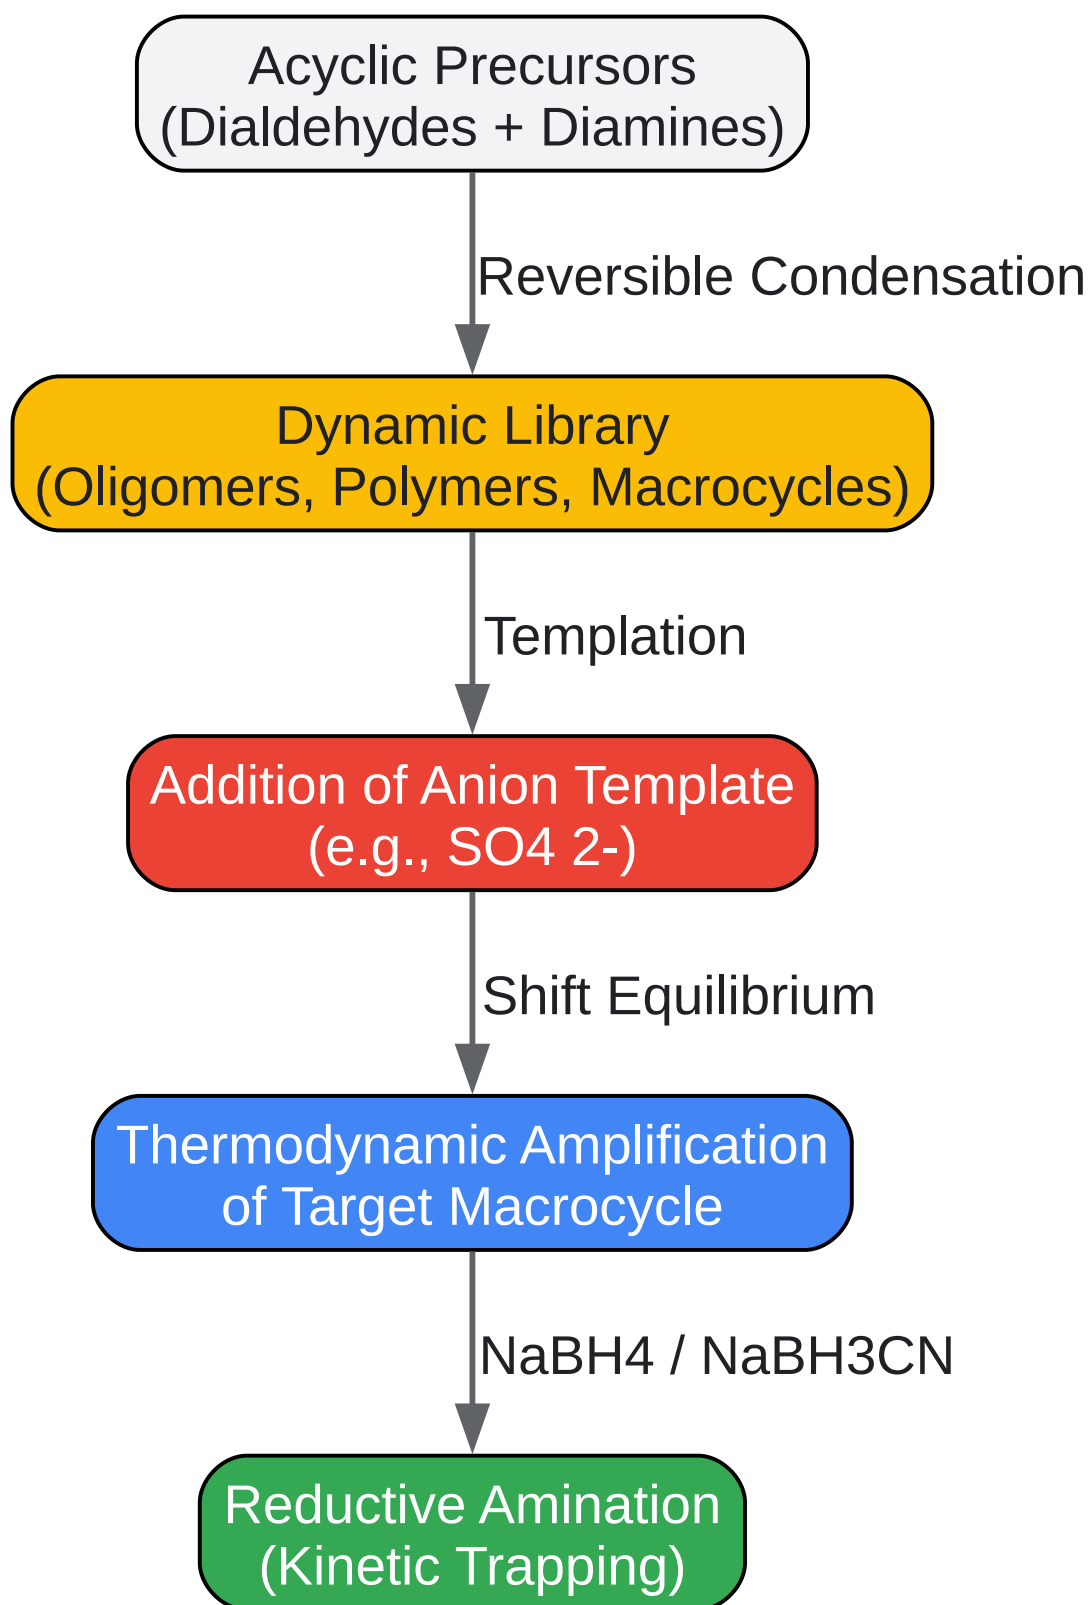 Acyclic Precursors
(Dialdehydes + Diamines)
Reversible Condensation
Dynamic Library
(Oligomers, Polymers, Macrocycles)
Templation
Addition of Anion Template
(e.g., SO4 2-)
Shift Equilibrium
Thermodynamic Amplification
of Target Macrocycle
NaBH4 / NaBH3CN
Reductive Amination
(Kinetic Trapping)